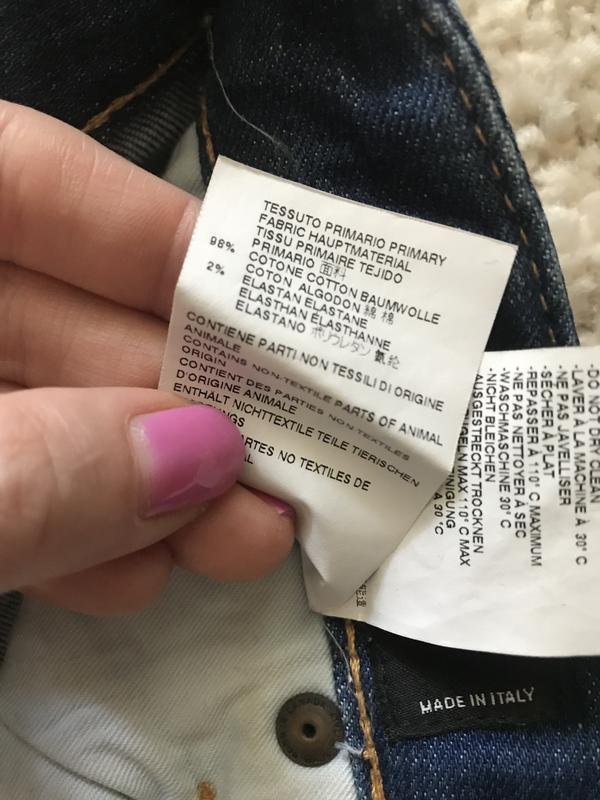 TESSUTO PRIMARIO PRIMARY
FABRIC HAUPTMATERIAL
TISSU PRIMAIRE TEJIDO
PRIMARIO 面料
98% COTONE COTTON BAUMWOLLE
COTON ALGODON 綿 棉
2% ELASTAN ELASTANE
ELASTHAN ÉLASTHANNE
ELASTANO ポリウレタン 氨纶
CONTIENE PARTI NON TESSILI DI ORIGINE
ANIMALE
CONTAINS NON-TEXTILE PARTS OF ANIMAL
ORIGIN
CONTIENT DES PARTIES NON TEXTILES
D'ORIGINE ANIMALE
ENTHALT NICHTTEXTILE TEILE TIERISCHEN
NO TEXTILES DE
-DO NOT DRY CLEAN
-LAVER À LA MACHINE À 30° C
-NE PAS JAVELLISER
-SÉCHER À PLAT
-REPASSER À 110° C MAXIMUM
-NE PAS NETTOYER À SEC
-WASCHMASCHINE 30° C
-NICHT BLEICHEN
AUSGESTRECKT TROCKNEN
MAX 110° C MAX
À 30 °C
MADE IN ITALY